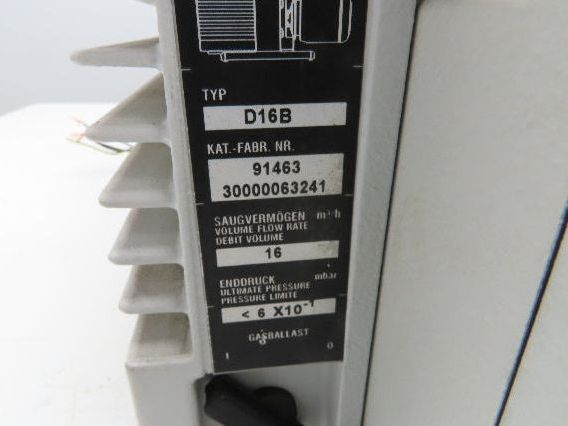 TYP
D16B
KAT.-FABR. NR.
91463
30000063241
SAUGVERMÖGEN m³/h
VOLUME FLOW RATE
DEBIT VOLUME
16
ENDDRUCK mbar
ULTIMATE PRESSURE
PRESSURE LIMITE
< 6 X10⁻¹
GASBALLAST
1 0